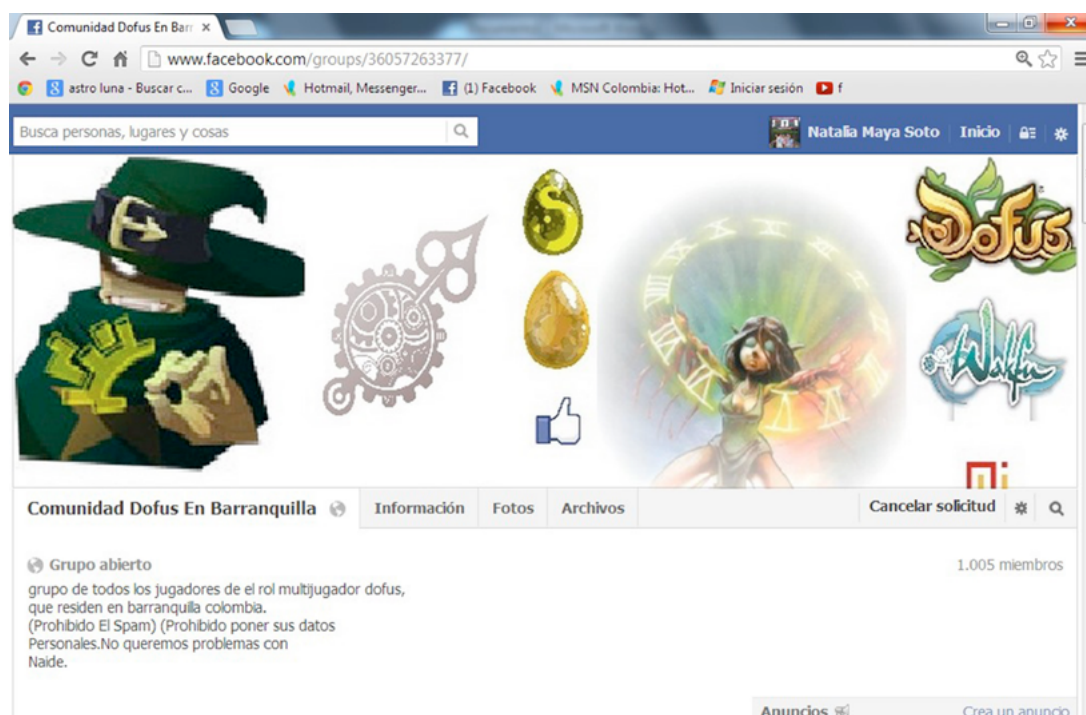 Comunidad Dofus En Barr
www.facebook.com/groups/36057263377/
astro luna - Buscar c... Google Hotmail, Messenger... (1) Facebook MSN Colombia: Hot... Iniciar sesión f
Busca personas, lugares y cosas
Natalia Maya Soto Inicio
Dofus
Wakfu
Comunidad Dofus En Barranquilla Información Fotos Archivos Cancelar solicitud
Grupo abierto 1.005 miembros
grupo de todos los jugadores de el rol multijugador dofus,
que residen en barranquilla colombia.
(Prohibido El Spam) (Prohibido poner sus datos
Personales.No queremos problemas con
Naide.
Anuncios Crea un anuncio